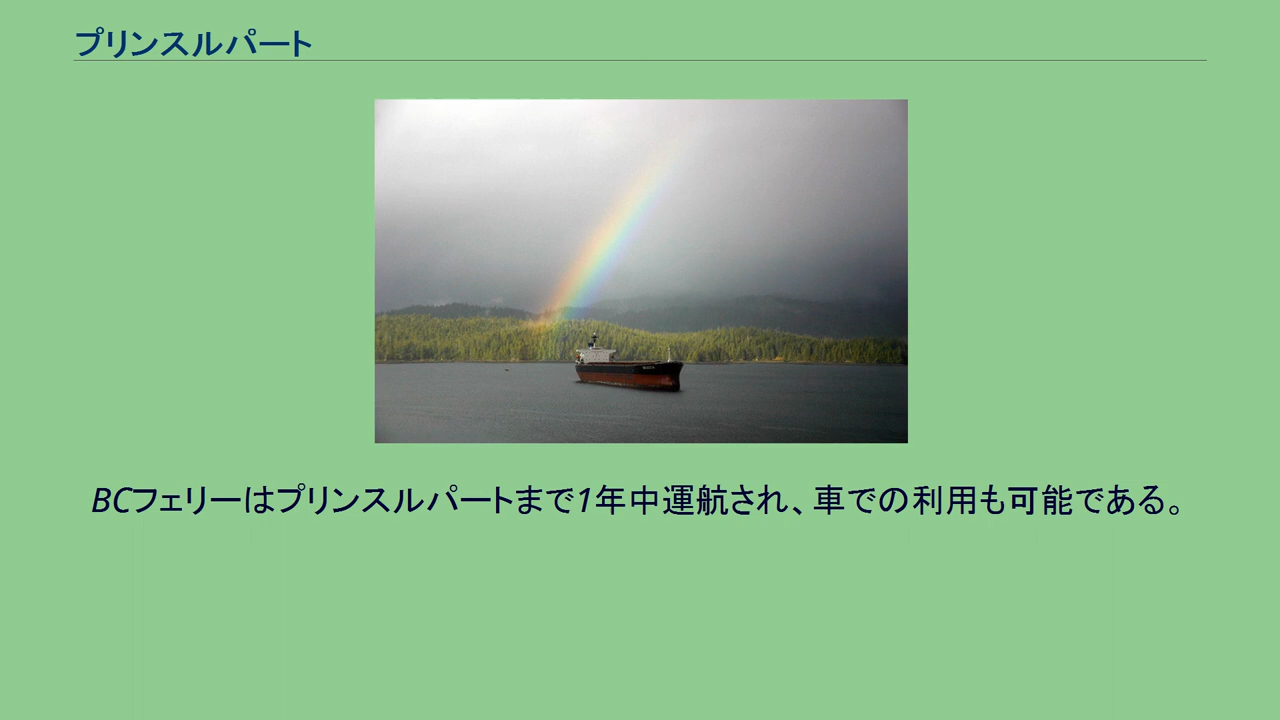 プリンスルパート
BCフェリーはプリンスルパートまで1年中運航され、車での利用も可能である。